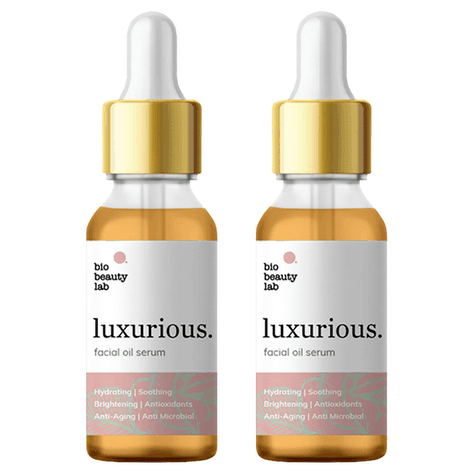 bio
beauty
lab
luxurious.
facial oil serum
Hydrating | Soothing
Brightening | Antioxidants
Anti-Aging | Anti Microbial
bio
beauty
lab
luxurious.
facial oil serum
Hydrating | Soothing
Brightening | Antioxidants
Anti-Aging | Anti Microbial